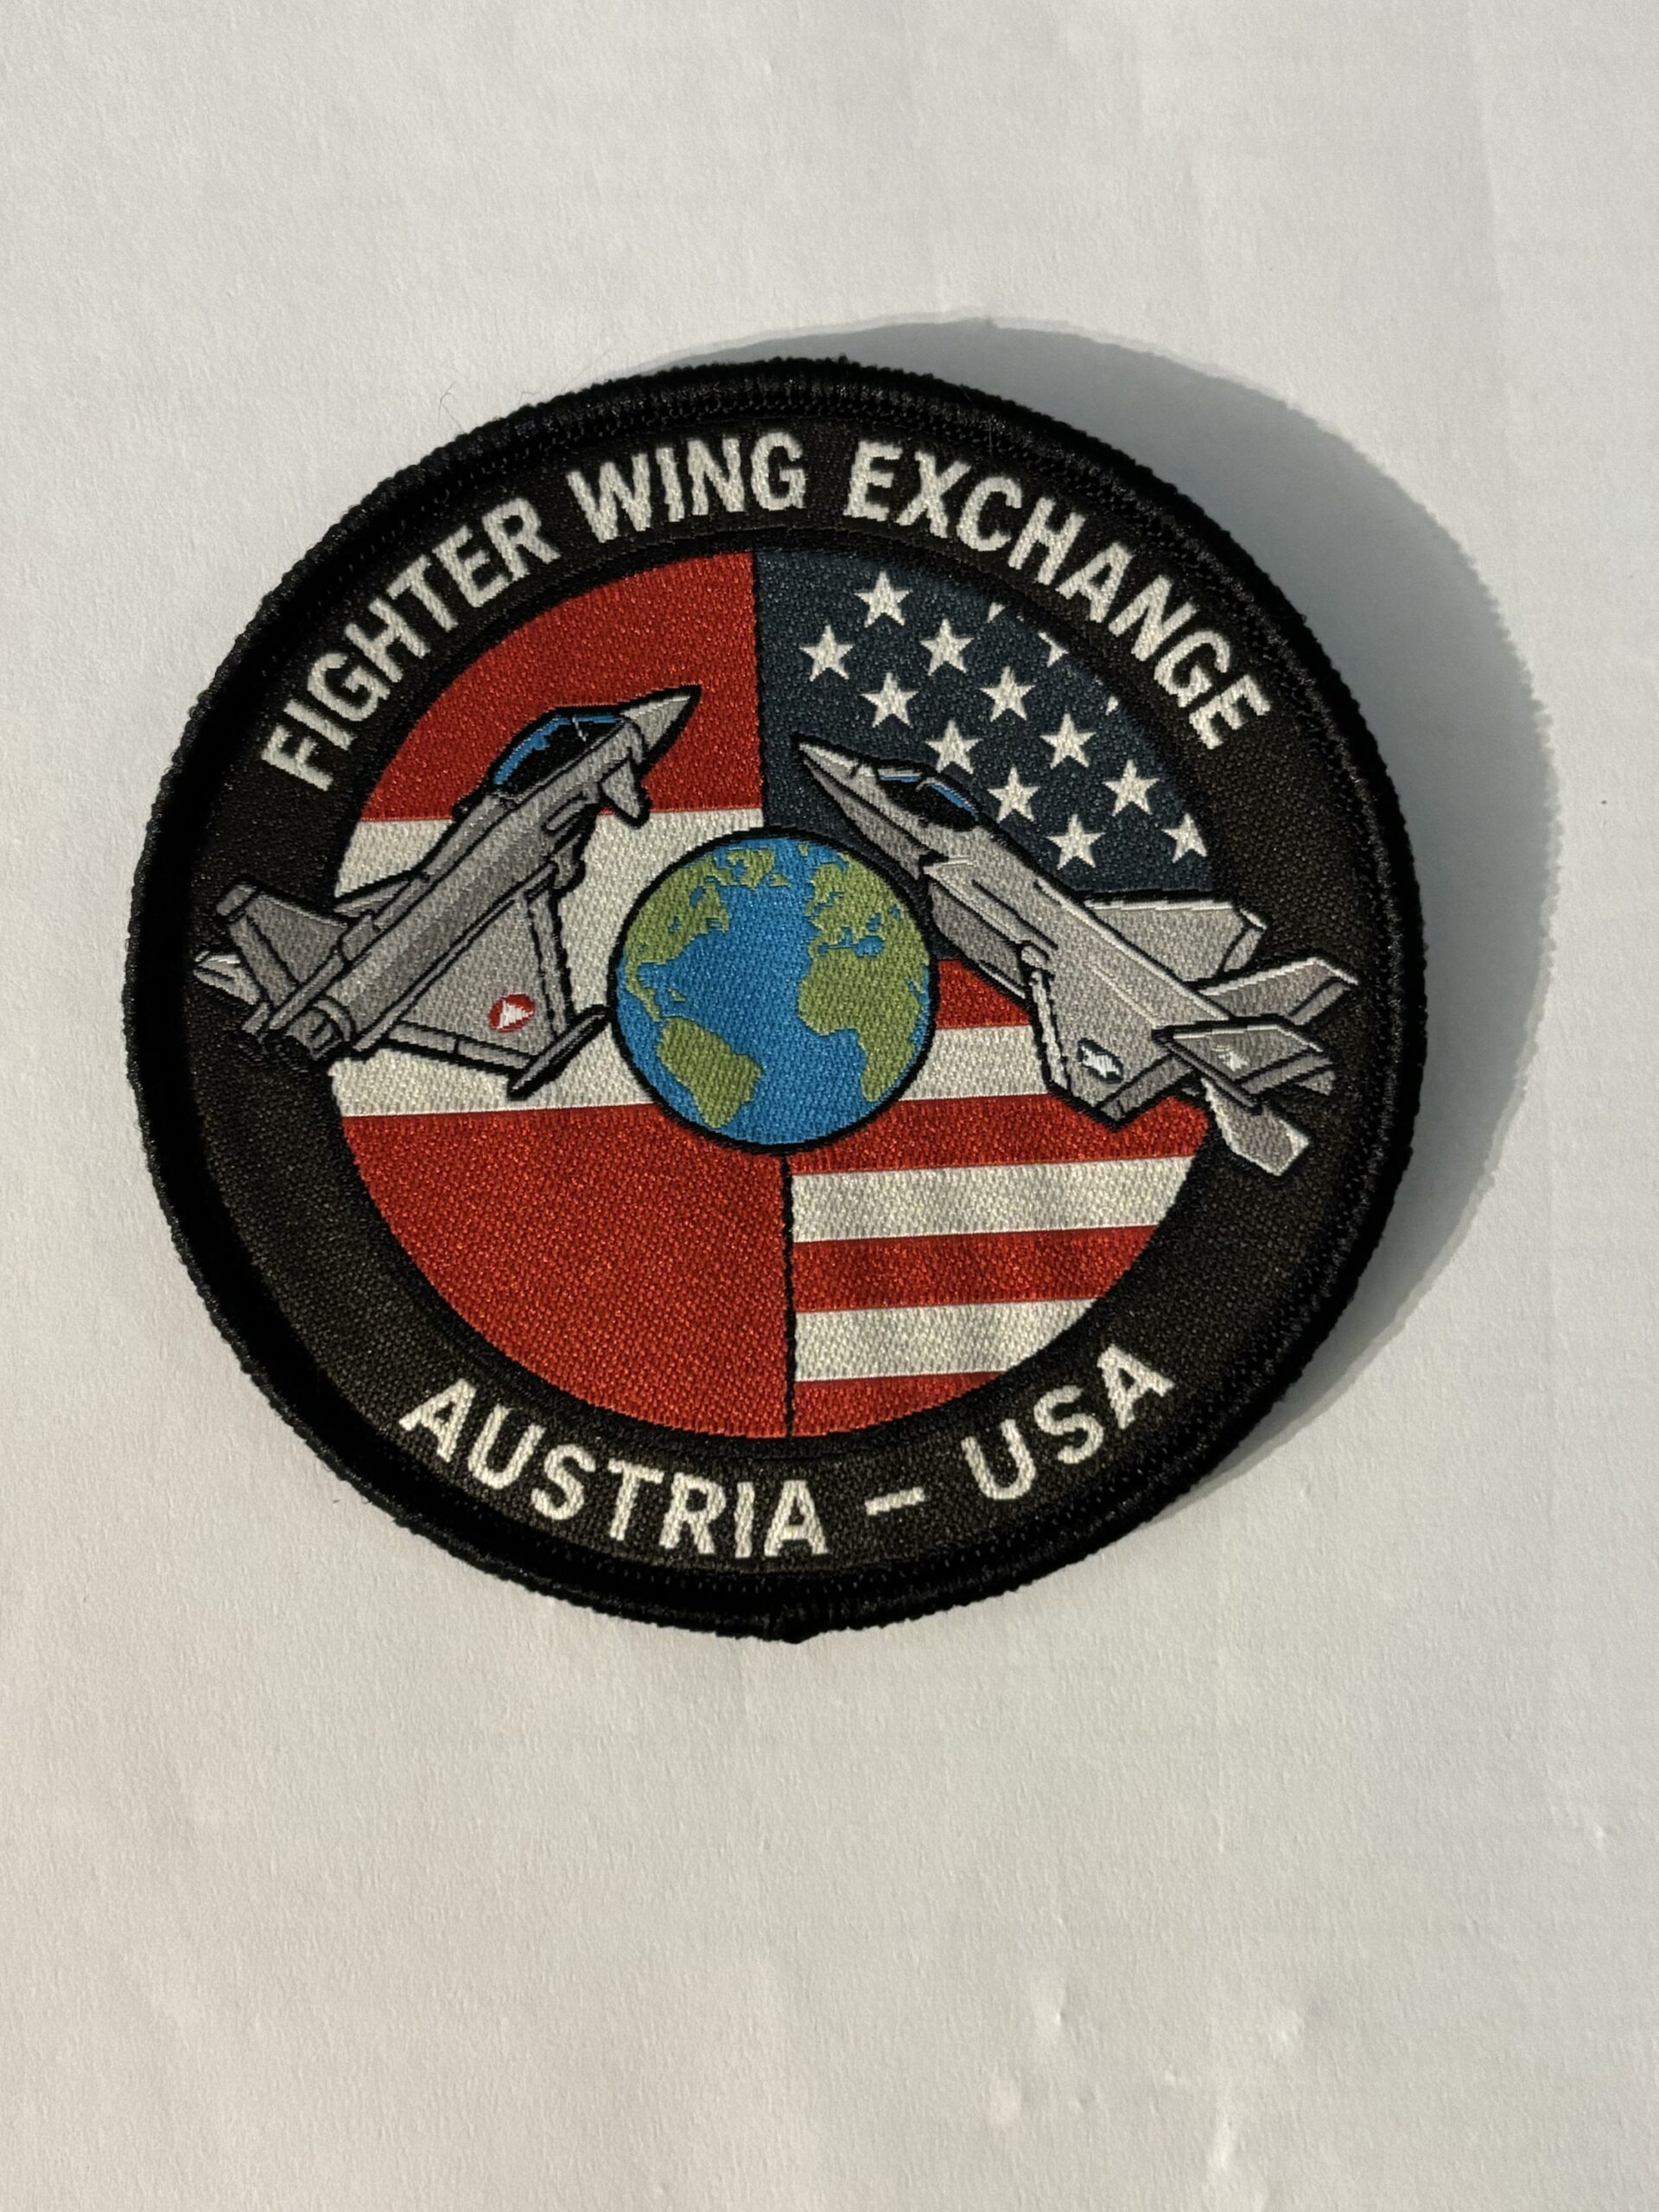 FIGHTER WING EXCHANGE
AUSTRIA – USA